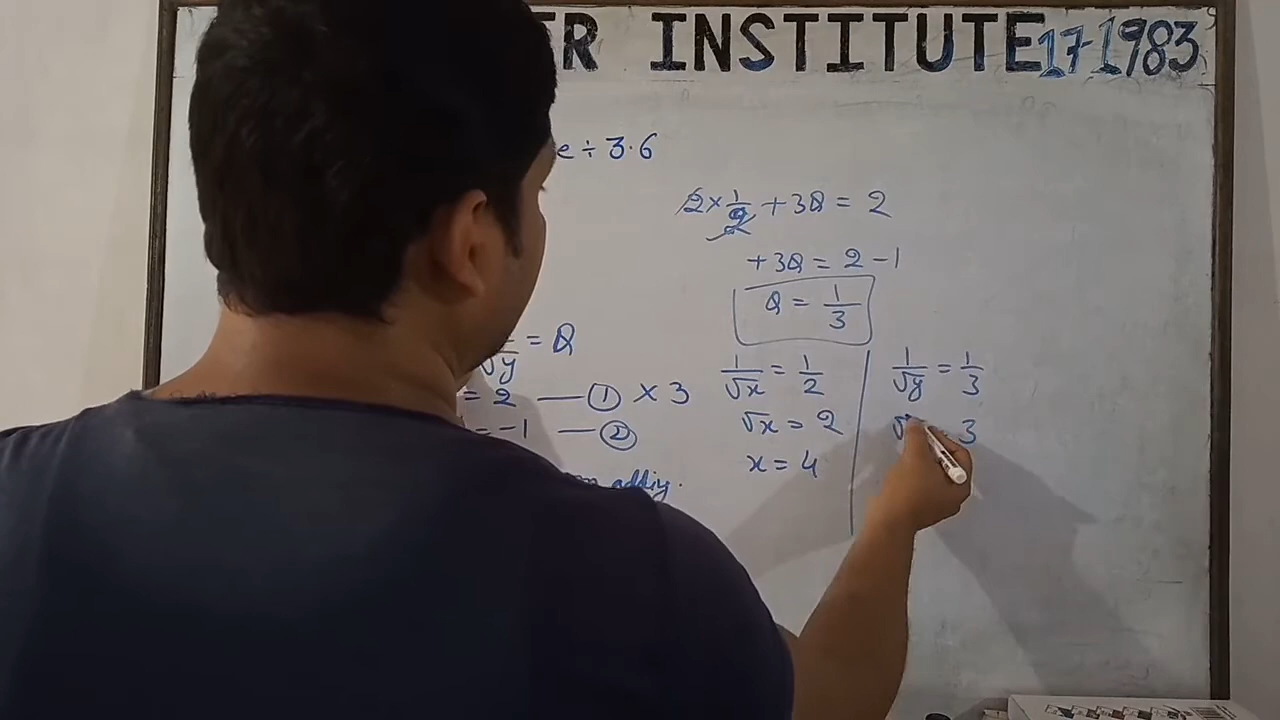 INSTITUTE 17-1983
e ÷ 3.6
2 × 1/2 + 3Q = 2
+ 3Q = 2 - 1
Q = 1/3
√y = Q
= 2 — ① × 3
= -1 — ②
adding.
1/√x = 1/2
√x = 2
x = 4
1/√y = 1/3
√ = 3